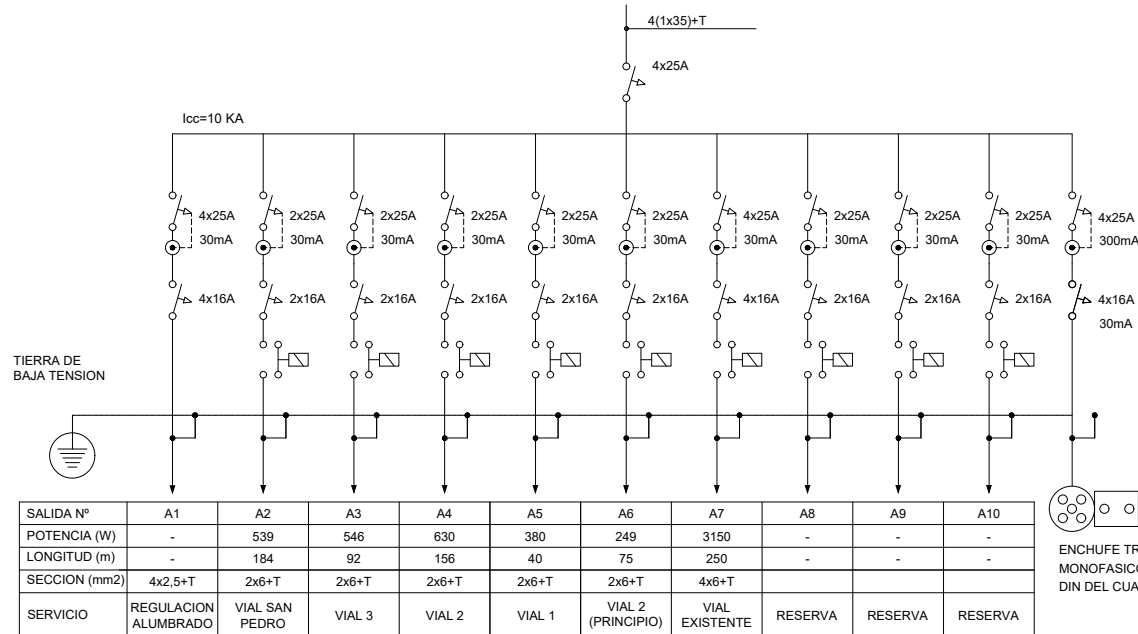 4(1x35)+T
4x25A
Icc=10 KA
4x25A 2x25A 2x25A 2x25A 2x25A 2x25A 4x25A 2x25A 2x25A 2x25A 4x25A
30mA 30mA 30mA 30mA 30mA 30mA 30mA 30mA 30mA 30mA 300mA
4x16A 2x16A 2x16A 2x16A 2x16A 2x16A 4x16A 2x16A 2x16A 2x16A 4x16A
30mA
TIERRA DE
BAJA TENSION
SALIDA Nº A1 A2 A3 A4 A5 A6 A7 A8 A9 A10
POTENCIA (W) - 539 546 630 380 249 3150 - - -
LONGITUD (m) - 184 92 156 40 75 250 - - -
SECCION (mm2) 4x2,5+T 2x6+T 2x6+T 2x6+T 2x6+T 2x6+T 4x6+T
SERVICIO REGULACION ALUMBRADO VIAL SAN PEDRO VIAL 3 VIAL 2 VIAL 1 VIAL 2 (PRINCIPIO) VIAL EXISTENTE RESERVA RESERVA RESERVA
ENCHUFE TR
MONOFASICO
DIN DEL CUA